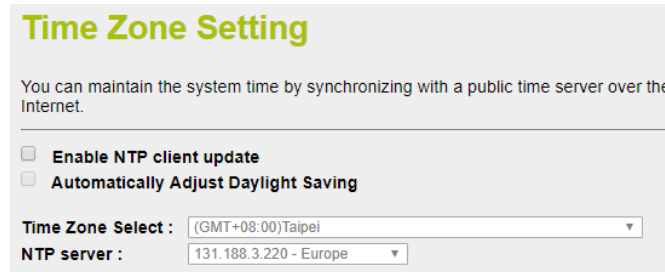 Time Zone Setting
You can maintain the system time by synchronizing with a public time server over the
Internet.
Enable NTP client update
Automatically Adjust Daylight Saving
Time Zone Select : (GMT+08:00)Taipei
NTP server : 131.188.3.220 - Europe